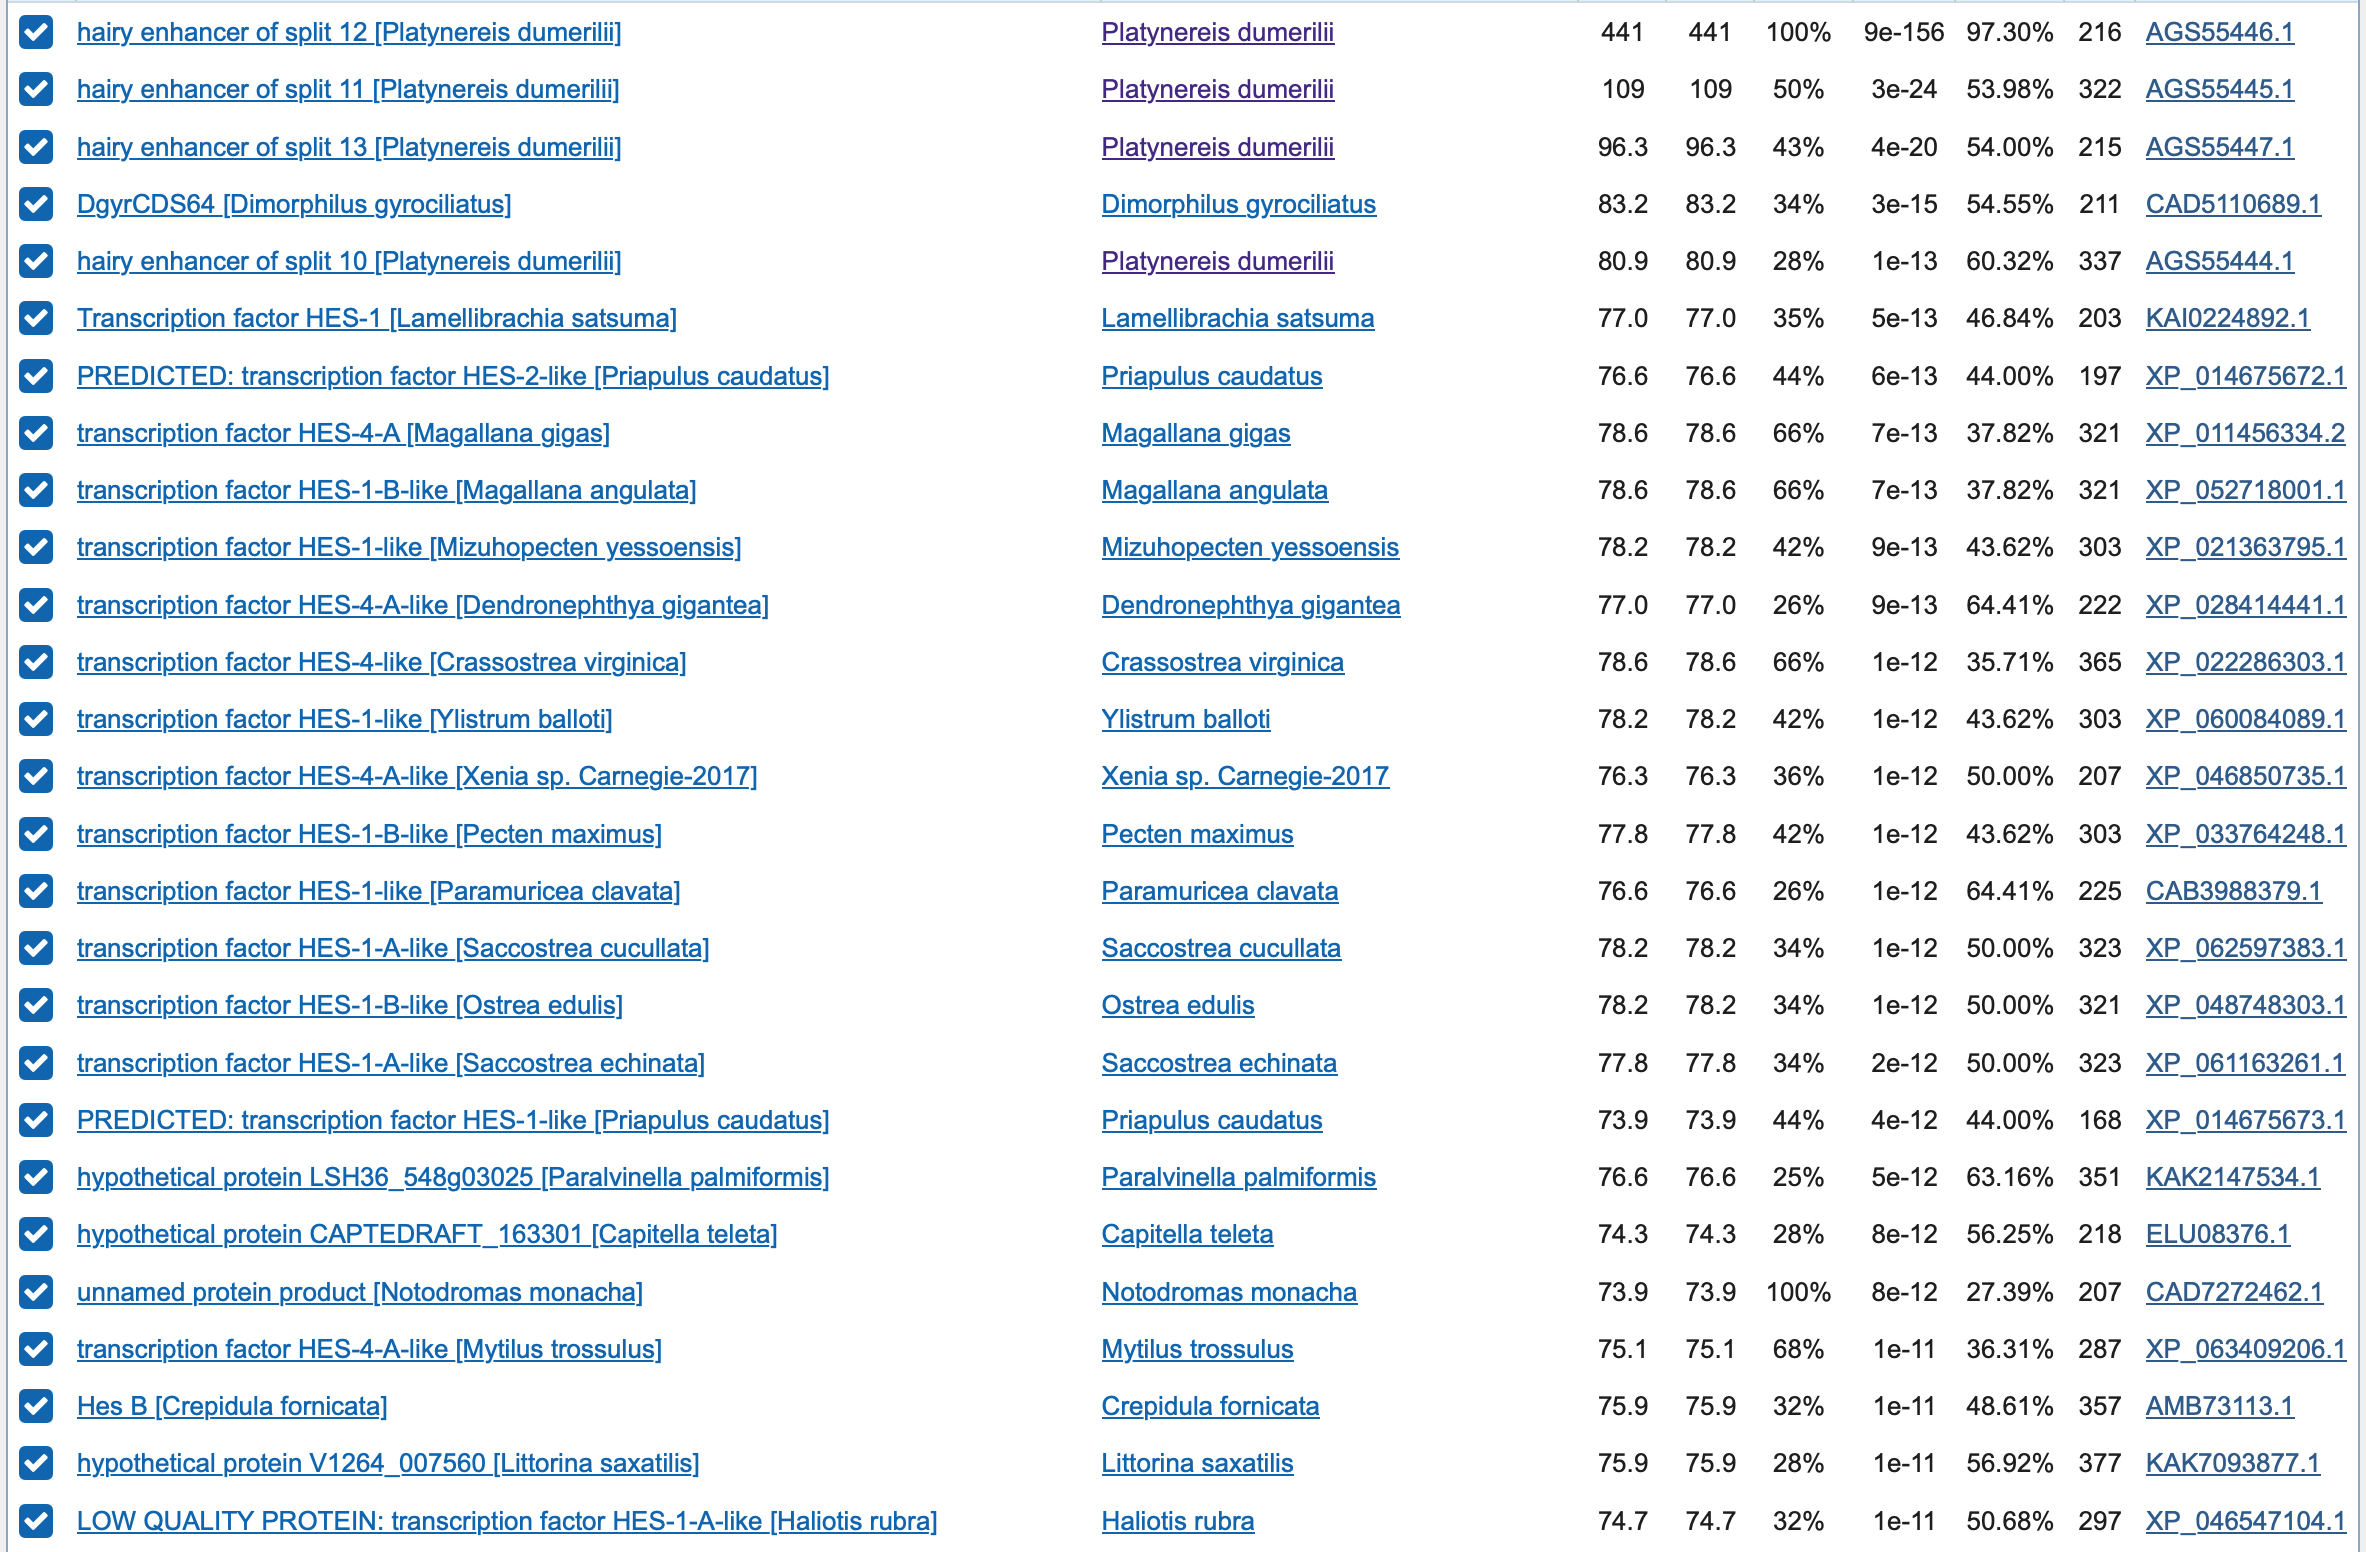 hairy enhancer of split 12 [Platynereis dumerilii] Platynereis dumerilii 441 441 100% 9e-156 97.30% 216 AGS55446.1
hairy enhancer of split 11 [Platynereis dumerilii] Platynereis dumerilii 109 109 50% 3e-24 53.98% 322 AGS55445.1
hairy enhancer of split 13 [Platynereis dumerilii] Platynereis dumerilii 96.3 96.3 43% 4e-20 54.00% 215 AGS55447.1
DgyrCDS64 [Dimorphilus gyrociliatus] Dimorphilus gyrociliatus 83.2 83.2 34% 3e-15 54.55% 211 CAD5110689.1
hairy enhancer of split 10 [Platynereis dumerilii] Platynereis dumerilii 80.9 80.9 28% 1e-13 60.32% 337 AGS55444.1
Transcription factor HES-1 [Lamellibrachia satsuma] Lamellibrachia satsuma 77.0 77.0 35% 5e-13 46.84% 203 KAI0224892.1
PREDICTED: transcription factor HES-2-like [Priapulus caudatus] Priapulus caudatus 76.6 76.6 44% 6e-13 44.00% 197 XP_014675672.1
transcription factor HES-4-A [Magallana gigas] Magallana gigas 78.6 78.6 66% 7e-13 37.82% 321 XP_011456334.2
transcription factor HES-1-B-like [Magallana angulata] Magallana angulata 78.6 78.6 66% 7e-13 37.82% 321 XP_052718001.1
transcription factor HES-1-like [Mizuhopecten yessoensis] Mizuhopecten yessoensis 78.2 78.2 42% 9e-13 43.62% 303 XP_021363795.1
transcription factor HES-4-A-like [Dendronephthya gigantea] Dendronephthya gigantea 77.0 77.0 26% 9e-13 64.41% 222 XP_028414441.1
transcription factor HES-4-like [Crassostrea virginica] Crassostrea virginica 78.6 78.6 66% 1e-12 35.71% 365 XP_022286303.1
transcription factor HES-1-like [Ylistrum balloti] Ylistrum balloti 78.2 78.2 42% 1e-12 43.62% 303 XP_060084089.1
transcription factor HES-4-A-like [Xenia sp. Carnegie-2017] Xenia sp. Carnegie-2017 76.3 76.3 36% 1e-12 50.00% 207 XP_046850735.1
transcription factor HES-1-B-like [Pecten maximus] Pecten maximus 77.8 77.8 42% 1e-12 43.62% 303 XP_033764248.1
transcription factor HES-1-like [Paramuricea clavata] Paramuricea clavata 76.6 76.6 26% 1e-12 64.41% 225 CAB3988379.1
transcription factor HES-1-A-like [Saccostrea cucullata] Saccostrea cucullata 78.2 78.2 34% 1e-12 50.00% 323 XP_062597383.1
transcription factor HES-1-B-like [Ostrea edulis] Ostrea edulis 78.2 78.2 34% 1e-12 50.00% 321 XP_048748303.1
transcription factor HES-1-A-like [Saccostrea echinata] Saccostrea echinata 77.8 77.8 34% 2e-12 50.00% 323 XP_061163261.1
PREDICTED: transcription factor HES-1-like [Priapulus caudatus] Priapulus caudatus 73.9 73.9 44% 4e-12 44.00% 168 XP_014675673.1
hypothetical protein LSH36_548g03025 [Paralvinella palmiformis] Paralvinella palmiformis 76.6 76.6 25% 5e-12 63.16% 351 KAK2147534.1
hypothetical protein CAPTEDRAFT_163301 [Capitella teleta] Capitella teleta 74.3 74.3 28% 8e-12 56.25% 218 ELU08376.1
unnamed protein product [Notodromas monacha] Notodromas monacha 73.9 73.9 100% 8e-12 27.39% 207 CAD7272462.1
transcription factor HES-4-A-like [Mytilus trossulus] Mytilus trossulus 75.1 75.1 68% 1e-11 36.31% 287 XP_063409206.1
Hes B [Crepidula fornicata] Crepidula fornicata 75.9 75.9 32% 1e-11 48.61% 357 AMB73113.1
hypothetical protein V1264_007560 [Littorina saxatilis] Littorina saxatilis 75.9 75.9 28% 1e-11 56.92% 377 KAK7093877.1
LOW QUALITY PROTEIN: transcription factor HES-1-A-like [Haliotis rubra] Haliotis rubra 74.7 74.7 32% 1e-11 50.68% 297 XP_046547104.1